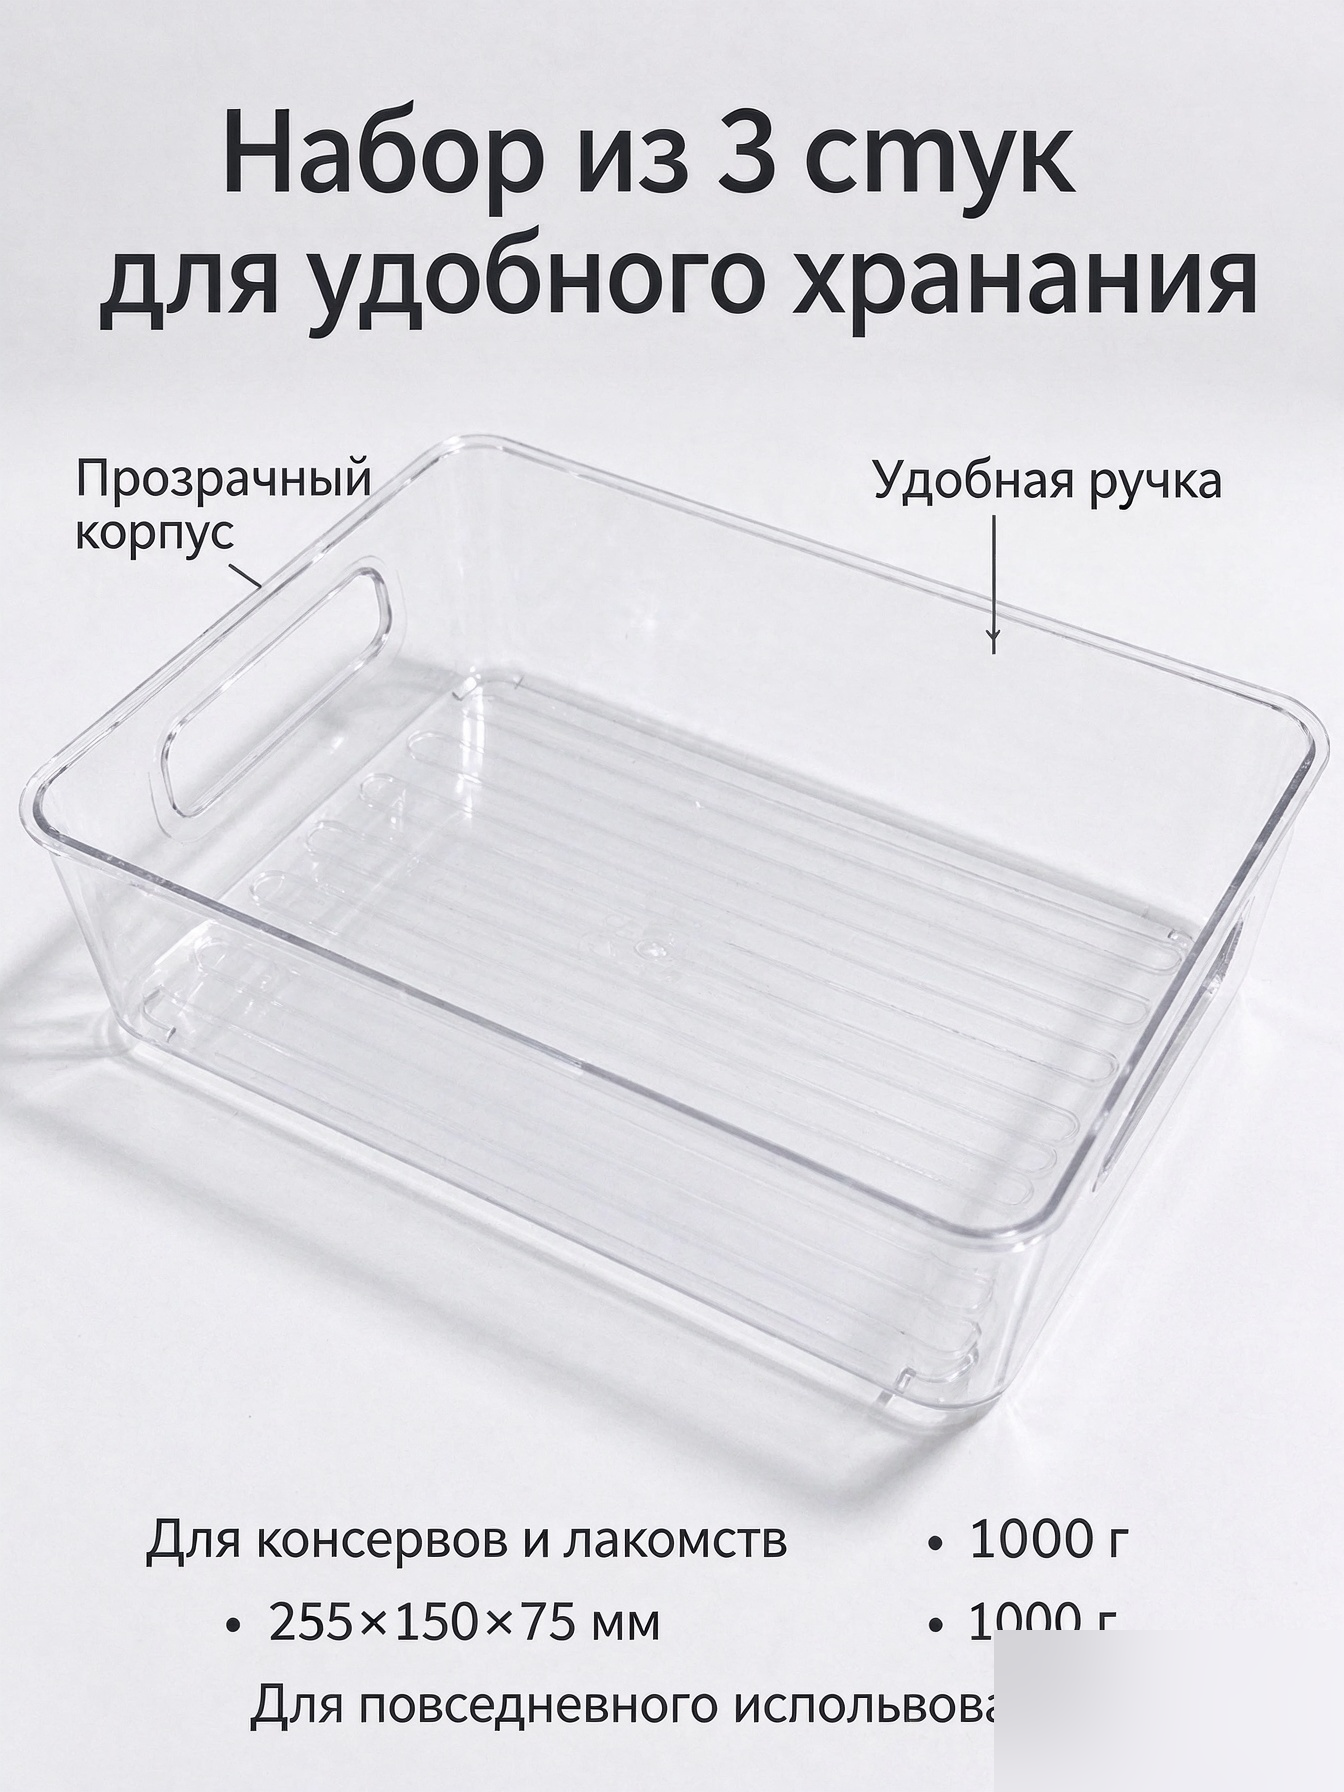 Набор из 3 стук
для удобного хранания
Прозрачный
корпус
Удобная ручка
Для консервов и лакомств
• 1000 г
• 255×150×75 мм
• 1000 г
Для повседневного